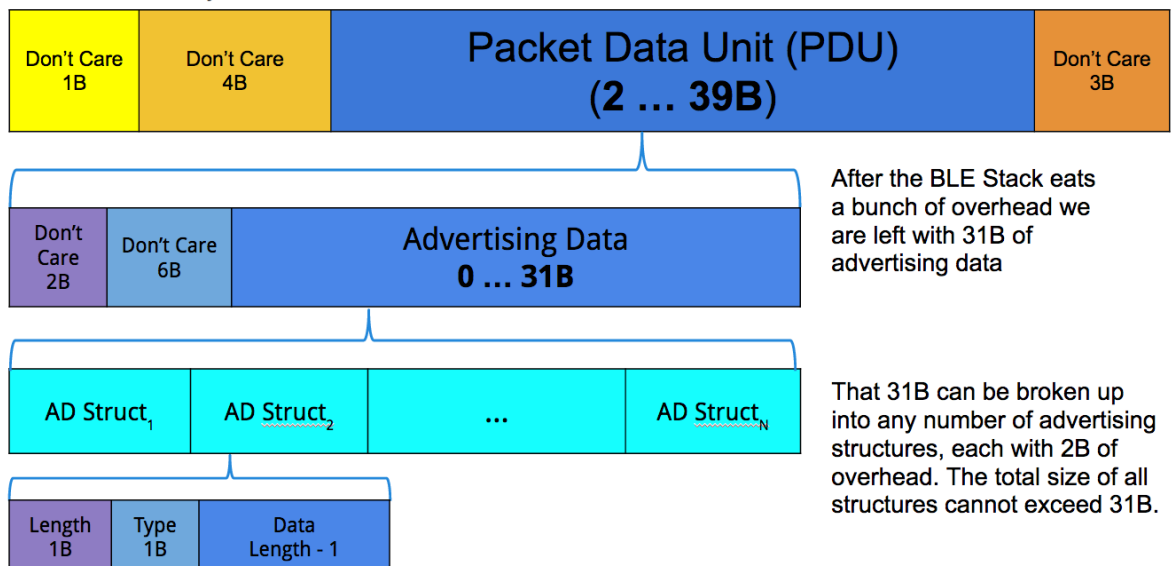 Don't Care
1B
Don't Care
4B
Packet Data Unit (PDU)
(2 ... 39B)
Don't Care
3B
After the BLE Stack eats
a bunch of overhead we
are left with 31B of
advertising data
Don't
Care
2B
Don't Care
6B
Advertising Data
0 ... 31B
AD Struct1
AD Struct2
...
AD StructN
That 31B can be broken up
into any number of advertising
structures, each with 2B of
overhead. The total size of all
structures cannot exceed 31B.
Length
1B
Type
1B
Data
Length - 1